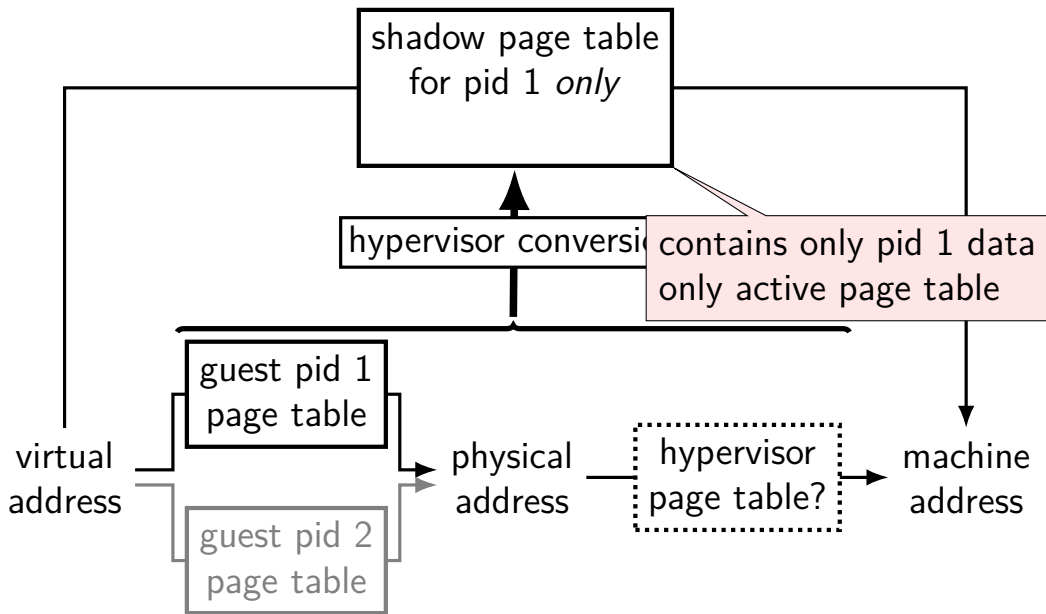 shadow page table
for pid 1 only
hypervisor conversi
contains only pid 1 data
only active page table
guest pid 1
page table
virtual
address
physical
address
hypervisor
page table?
machine
address
guest pid 2
page table